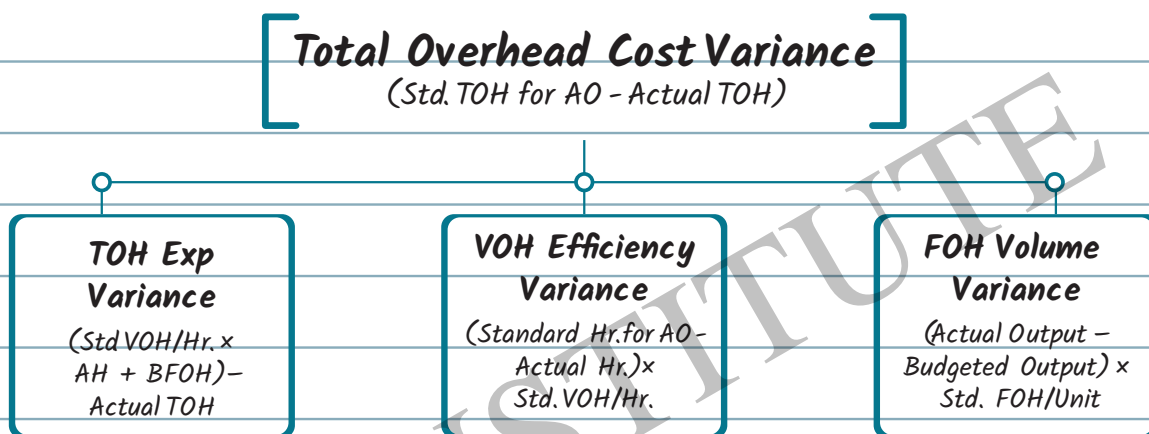 Total Overhead Cost Variance
(Std. TOH for AO - Actual TOH)
TOH Exp
Variance
(Std VOH/Hr. ×
AH + BFOH)–
Actual TOH
VOH Efficiency
Variance
(Standard Hr.for AO-
Actual Hr.)×
Std. VOH/Hr.
FOH Volume
Variance
(Actual Output –
Budgeted Output) ×
Std. FOH/Unit
STITUTE